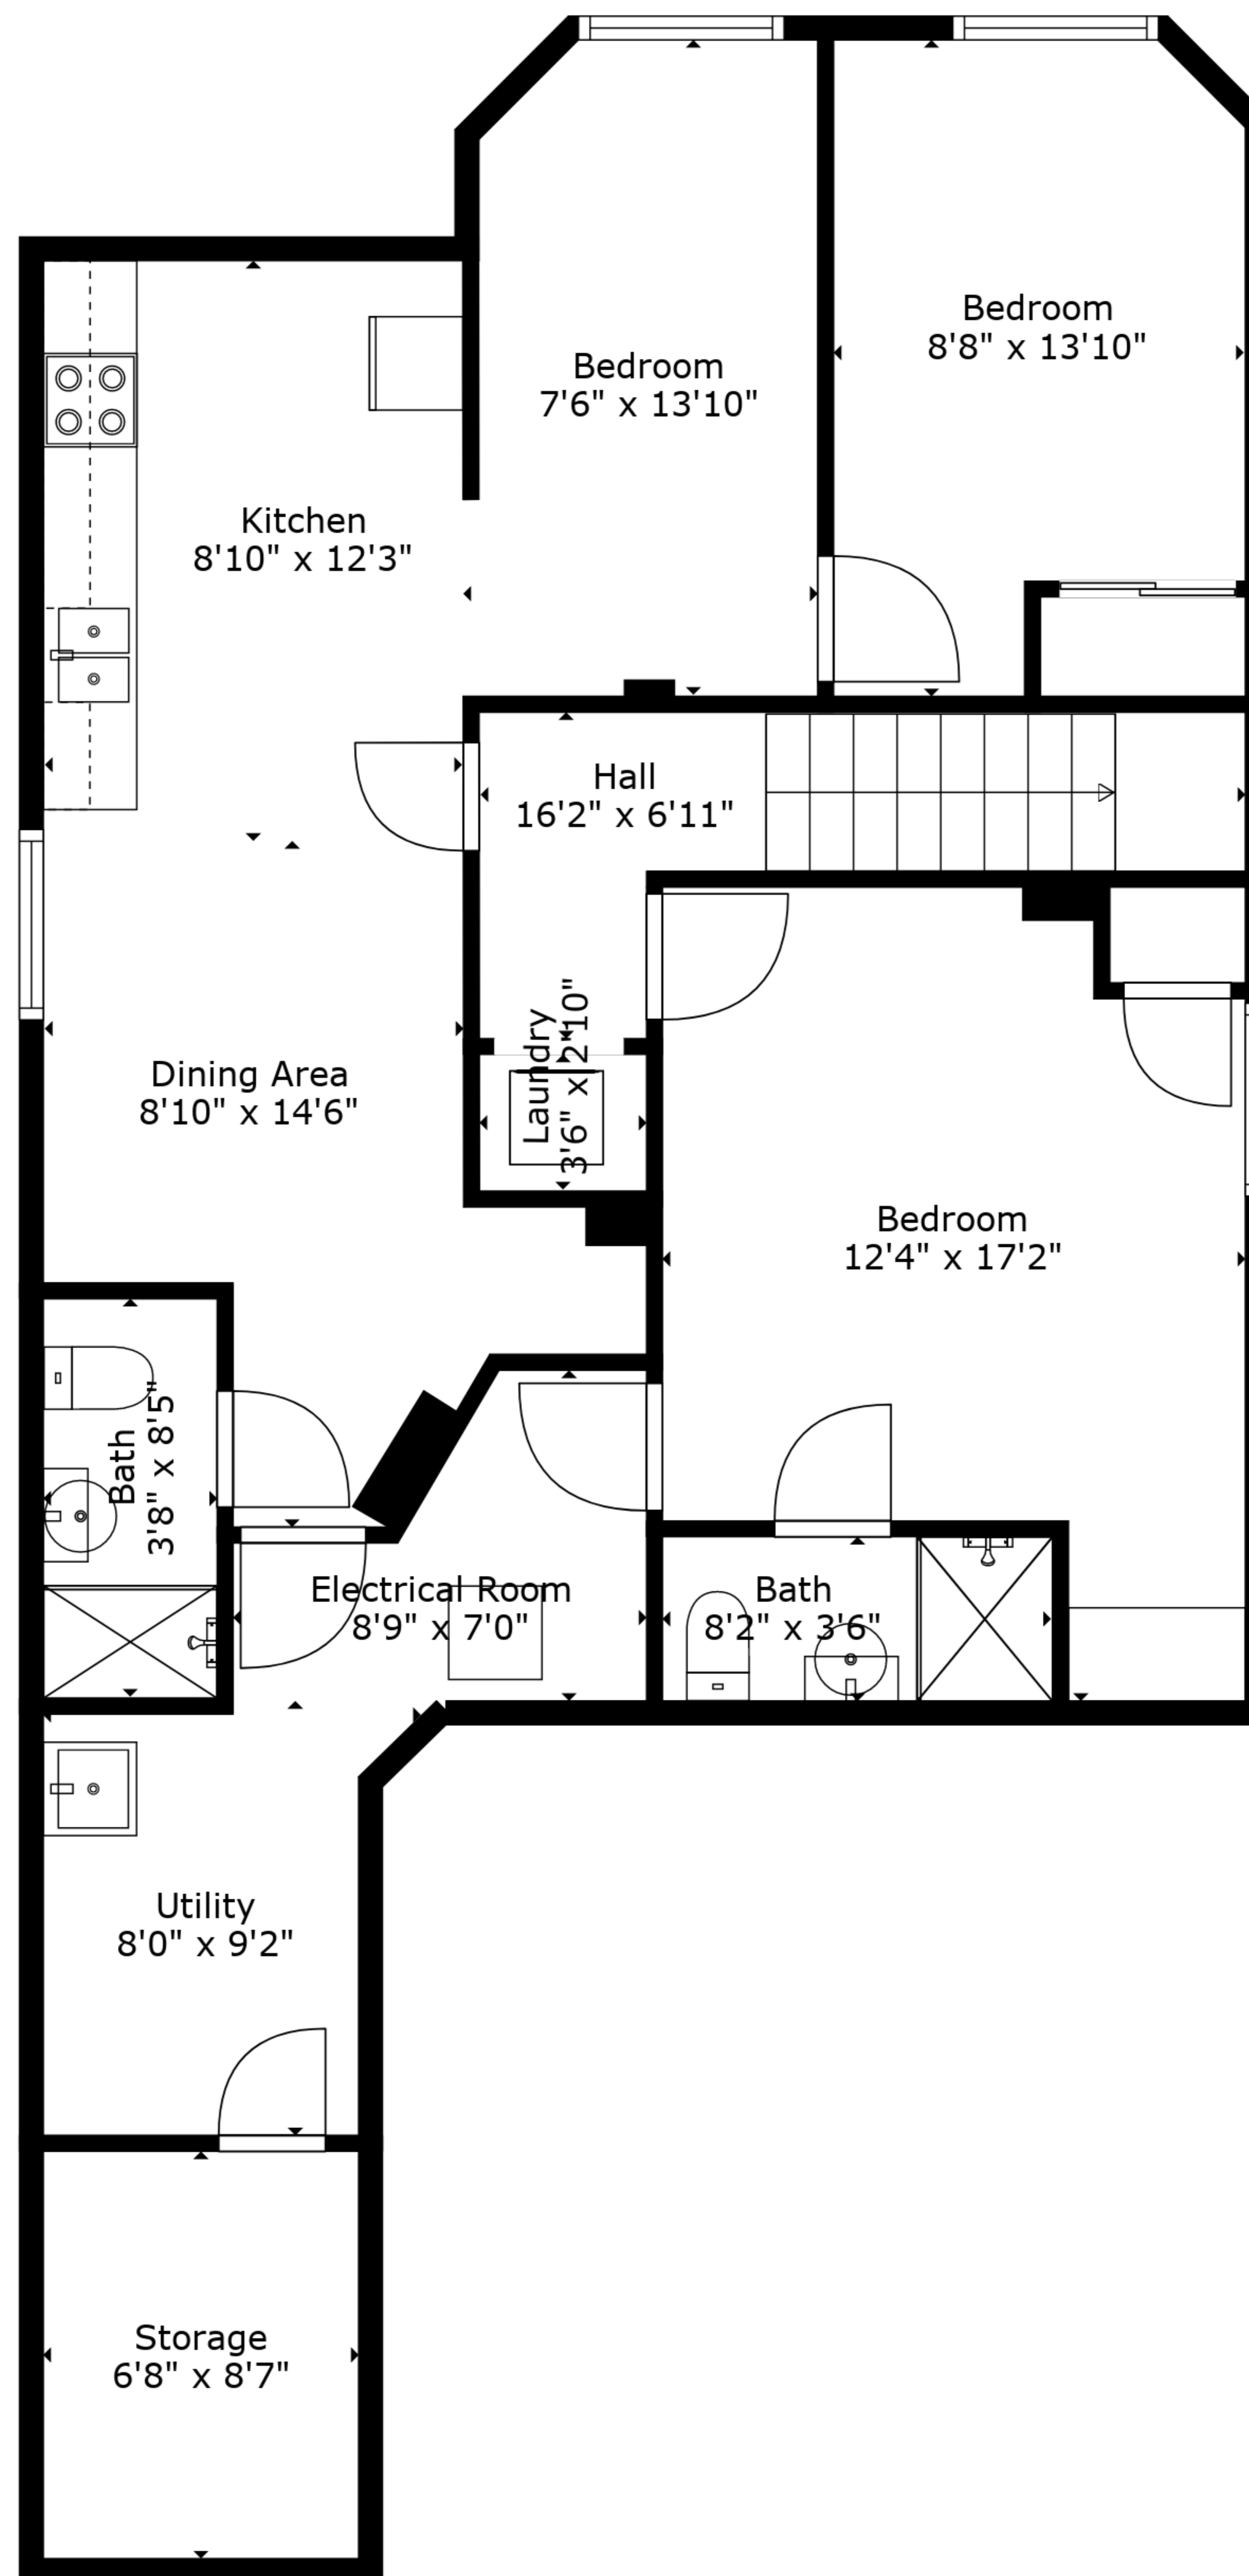 Bedroom
8'8" x 13'10"
Bedroom
7'6" x 13'10"
Kitchen
8'10" x 12'3"
Hall
16'2" x 6'11"
Laundry
3'6" x 2'10"
Dining Area
8'10" x 14'6"
Bedroom
12'4" x 17'2"
Bath
3'8" x 8'5"
Electrical Room
8'9" x 7'0"
Bath
8'2" x 3'6"
Utility
8'0" x 9'2"
Storage
6'8" x 8'7"